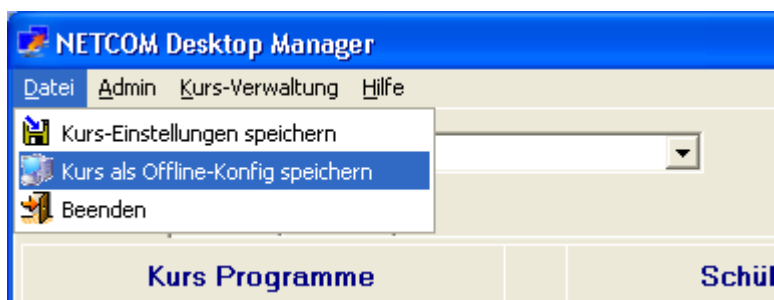 NETCOM Desktop Manager
Datei Admin Kurs-Verwaltung Hilfe
Kurs-Einstellungen speichern
Kurs als Offline-Konfig speichern
Beenden
Kurs Programme Schül